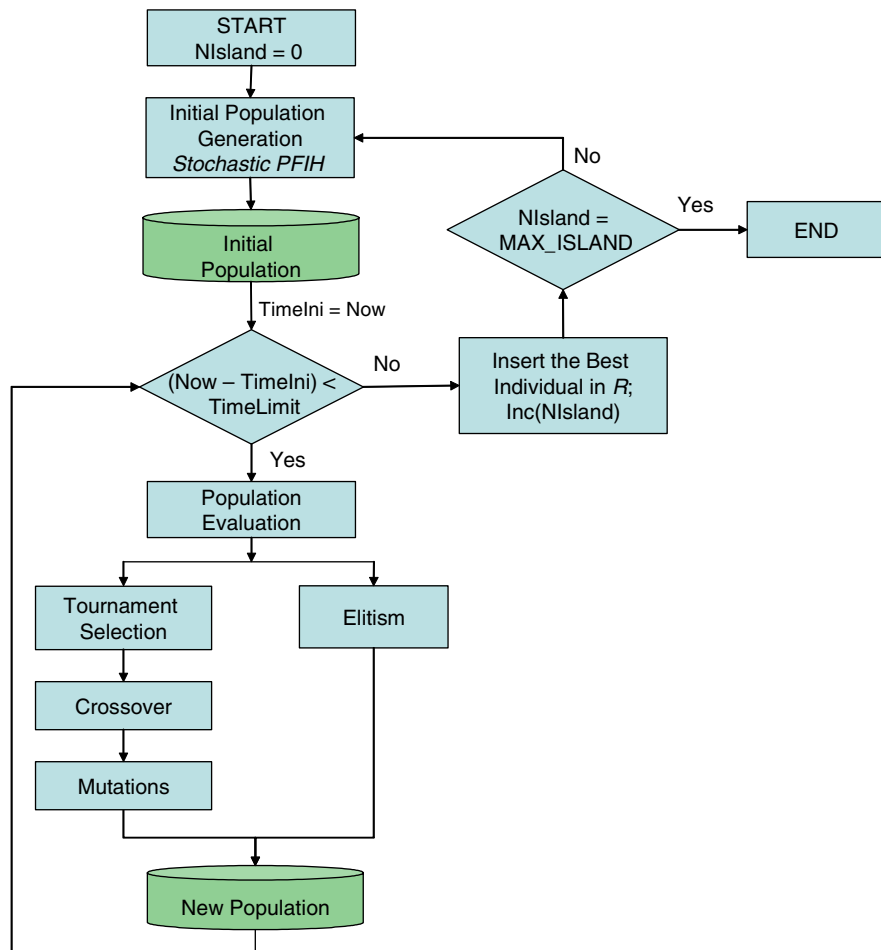 START
NIsland = 0
Initial Population
Generation
Stochastic PFIH
No
NIsland =
MAX_ISLAND
Yes
END
Initial
Population
TimeIni = Now
(Now – TimeIni) <
TimeLimit
No
Insert the Best
Individual in R;
Inc(NIsland)
Yes
Population
Evaluation
Tournament
Selection
Elitism
Crossover
Mutations
New Population